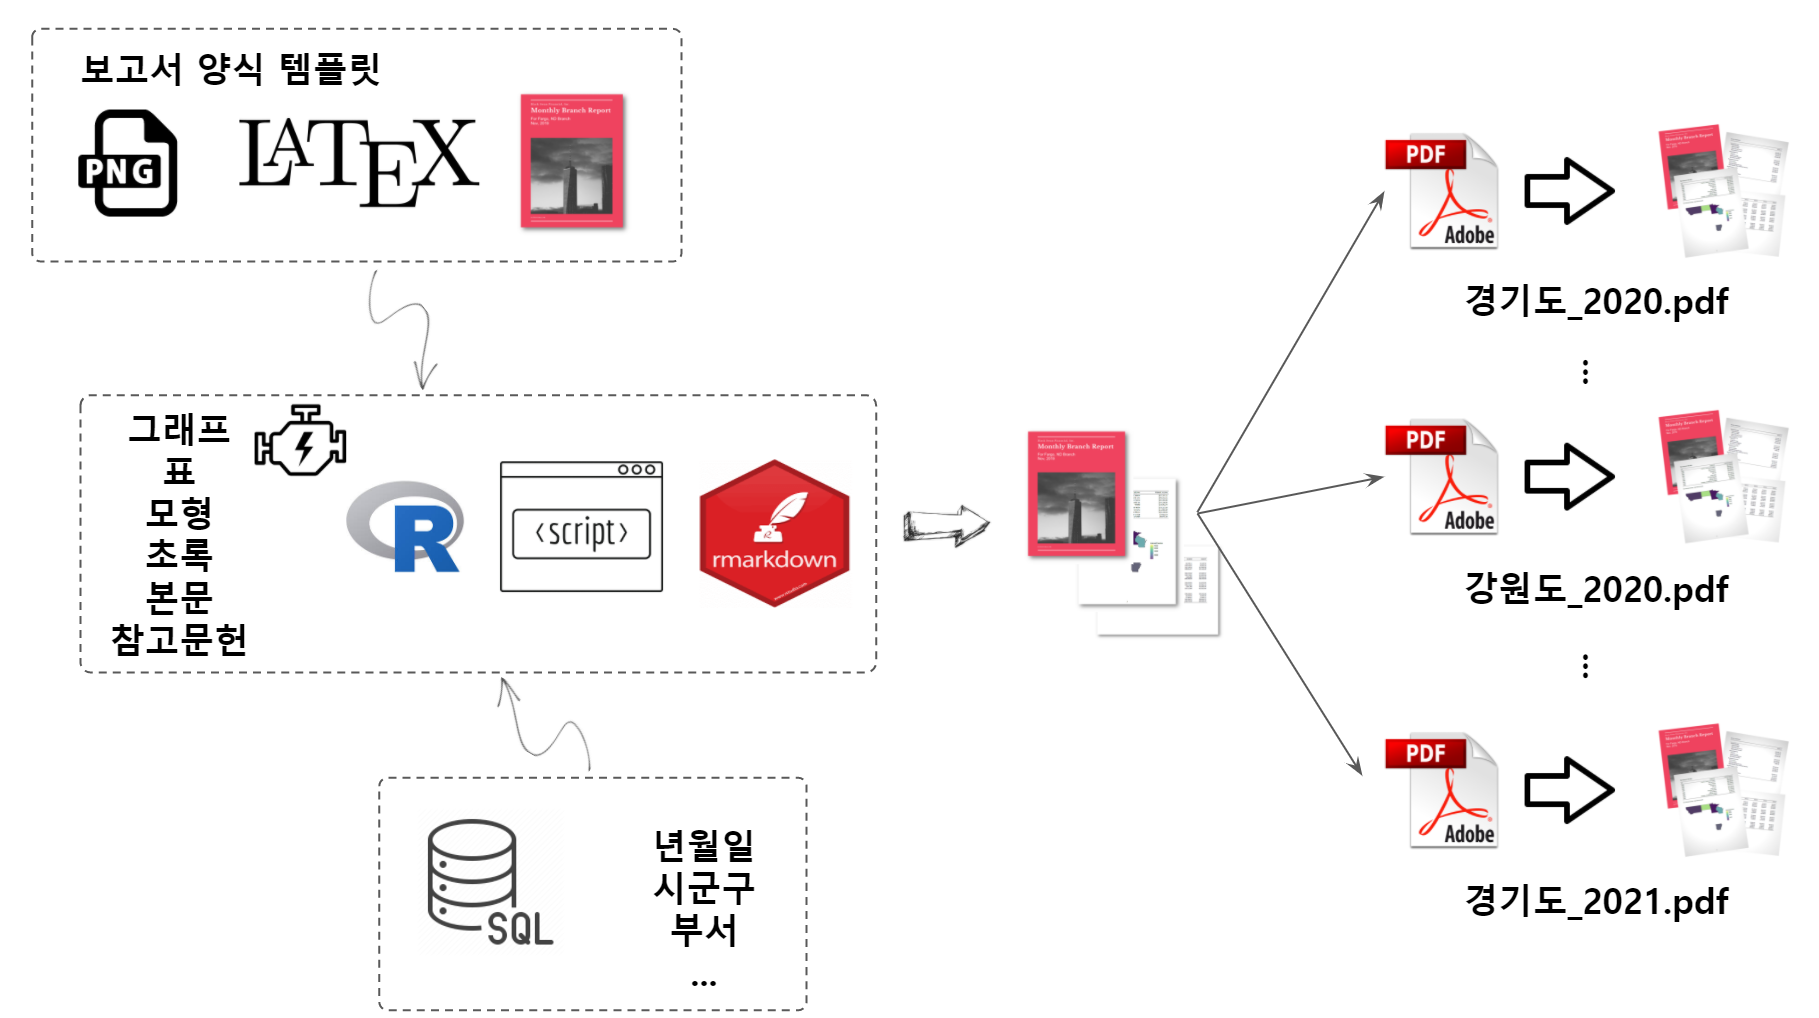 보고서 양식 템플릿
PNG
LATEX
Monthly Branch Report
그래프
표
모형
초록
본문
참고문헌
R
<script>
rmarkdown
Monthly Branch Report
SQL
년월일
시군구
부서
...
PDF
Adobe
경기도_2020.pdf
⋮
PDF
Adobe
강원도_2020.pdf
⋮
PDF
Adobe
경기도_2021.pdf